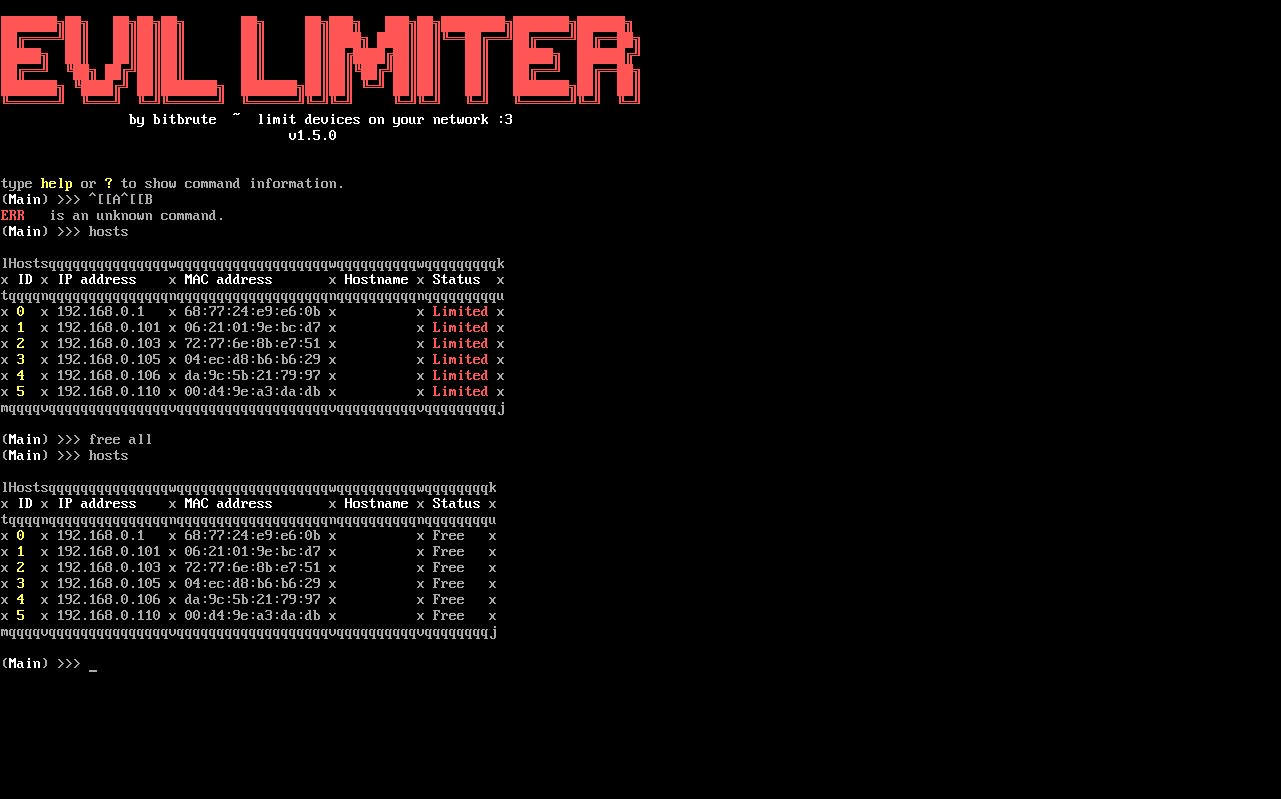 EVIL LIMITER
by bitbrute ~ limit devices on your network :3
v1.5.0
type help or ? to show command information.
(Main) >>> ^[[A^[[B
ERR is an unknown command.
(Main) >>> hosts
lHostsqqqqqqqqqqqqqqqwqqqqqqqqqqqqqqqqqqqwqqqqqqqqqqwqqqqqqqqqk
x ID x IP address x MAC address x Hostname x Status x
tqqqqnqqqqqqqqqqqqqqqnqqqqqqqqqqqqqqqqqqqnqqqqqqqqqqnqqqqqqqqqu
x 0 x 192.168.0.1 x 68:77:24:e9:e6:0b x x Limited x
x 1 x 192.168.0.101 x 06:21:01:9e:bc:d7 x x Limited x
x 2 x 192.168.0.103 x 72:77:6e:8b:e7:51 x x Limited x
x 3 x 192.168.0.105 x 04:ec:d8:b6:b6:29 x x Limited x
x 4 x 192.168.0.106 x da:9c:5b:21:79:97 x x Limited x
x 5 x 192.168.0.110 x 00:d4:9e:a3:da:db x x Limited x
mqqqqvqqqqqqqqqqqqqqqvqqqqqqqqqqqqqqqqqqqvqqqqqqqqqqvqqqqqqqqqj
(Main) >>> free all
(Main) >>> hosts
lHostsqqqqqqqqqqqqqqqwqqqqqqqqqqqqqqqqqqqwqqqqqqqqqqwqqqqqqqqk
x ID x IP address x MAC address x Hostname x Status x
tqqqqnqqqqqqqqqqqqqqqnqqqqqqqqqqqqqqqqqqqnqqqqqqqqqqnqqqqqqqqu
x 0 x 192.168.0.1 x 68:77:24:e9:e6:0b x x Free x
x 1 x 192.168.0.101 x 06:21:01:9e:bc:d7 x x Free x
x 2 x 192.168.0.103 x 72:77:6e:8b:e7:51 x x Free x
x 3 x 192.168.0.105 x 04:ec:d8:b6:b6:29 x x Free x
x 4 x 192.168.0.106 x da:9c:5b:21:79:97 x x Free x
x 5 x 192.168.0.110 x 00:d4:9e:a3:da:db x x Free x
mqqqqvqqqqqqqqqqqqqqqvqqqqqqqqqqqqqqqqqqqvqqqqqqqqqqvqqqqqqqqj
(Main) >>> _